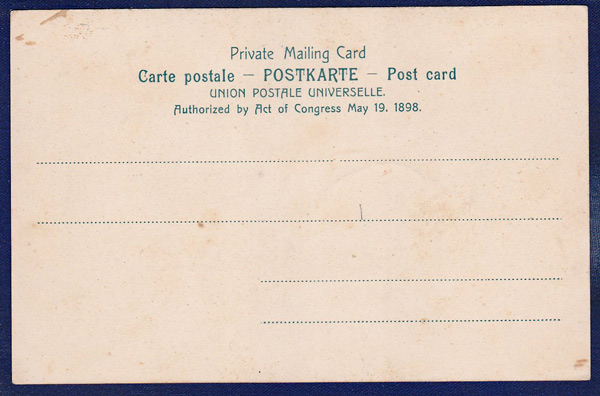 Private Mailing Card
Carte postale – POSTKARTE – Post card
UNION POSTALE UNIVERSELLE.
Authorized by Act of Congress May 19. 1898.